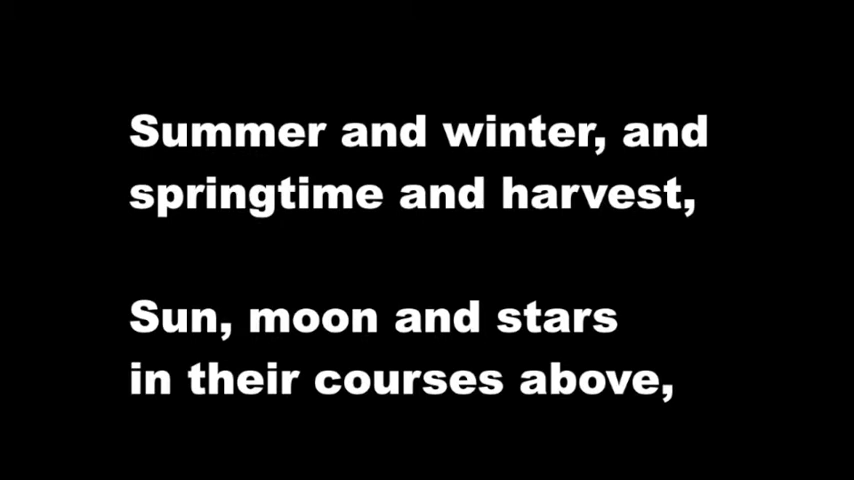 Summer and winter, and
springtime and harvest,
Sun, moon and stars
in their courses above,